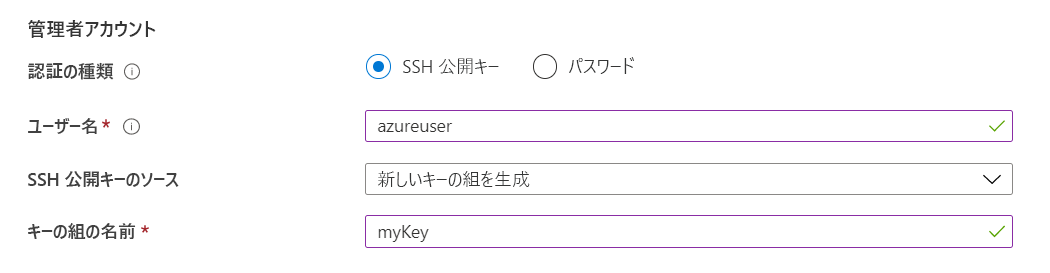 管理者アカウント
認証の種類 SSH 公開キー パスワード
ユーザー名* azureuser
SSH 公開キーのソース 新しいキーの組を生成
キーの組の名前 * myKey